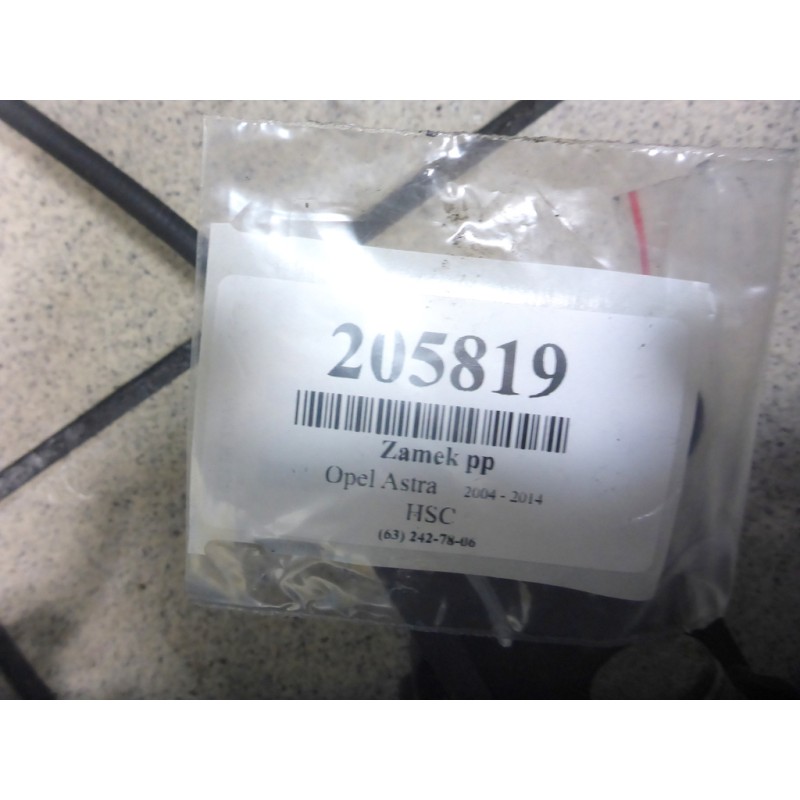 205819
Zamek pp
Opel Astra 2004 - 2014
HSC
(63) 242-78-06